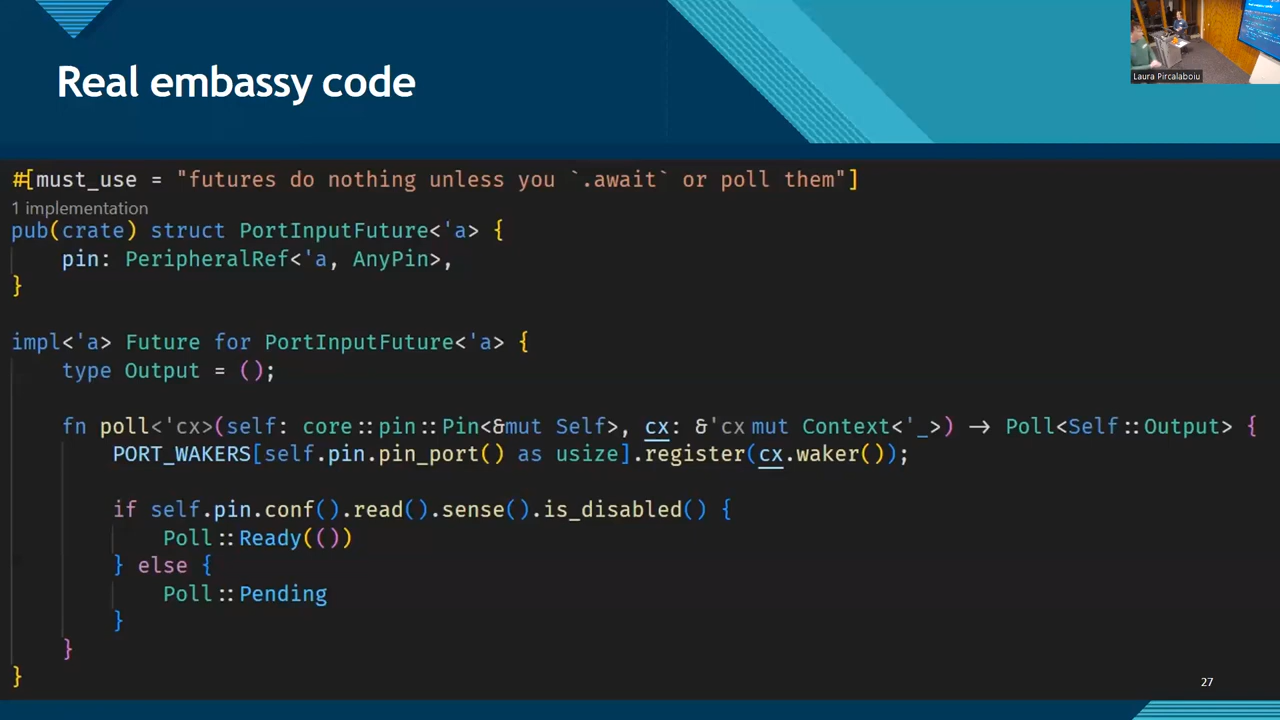 Real embassy code
Laura Pircalaboiu
#[must_use = "futures do nothing unless you `.await` or poll them"]
1 implementation
pub(crate) struct PortInputFuture<'a> {
    pin: PeripheralRef<'a, AnyPin>,
}
impl<'a> Future for PortInputFuture<'a> {
    type Output = ();
    fn poll<'cx>(self: core::pin::Pin<&mut Self>, cx: &'cx mut Context<'_>) -> Poll<Self::Output> {
        PORT_WAKERS[self.pin.pin_port() as usize].register(cx.waker());
        if self.pin.conf().read().sense().is_disabled() {
            Poll::Ready(())
        } else {
            Poll::Pending
        }
    }
}
27